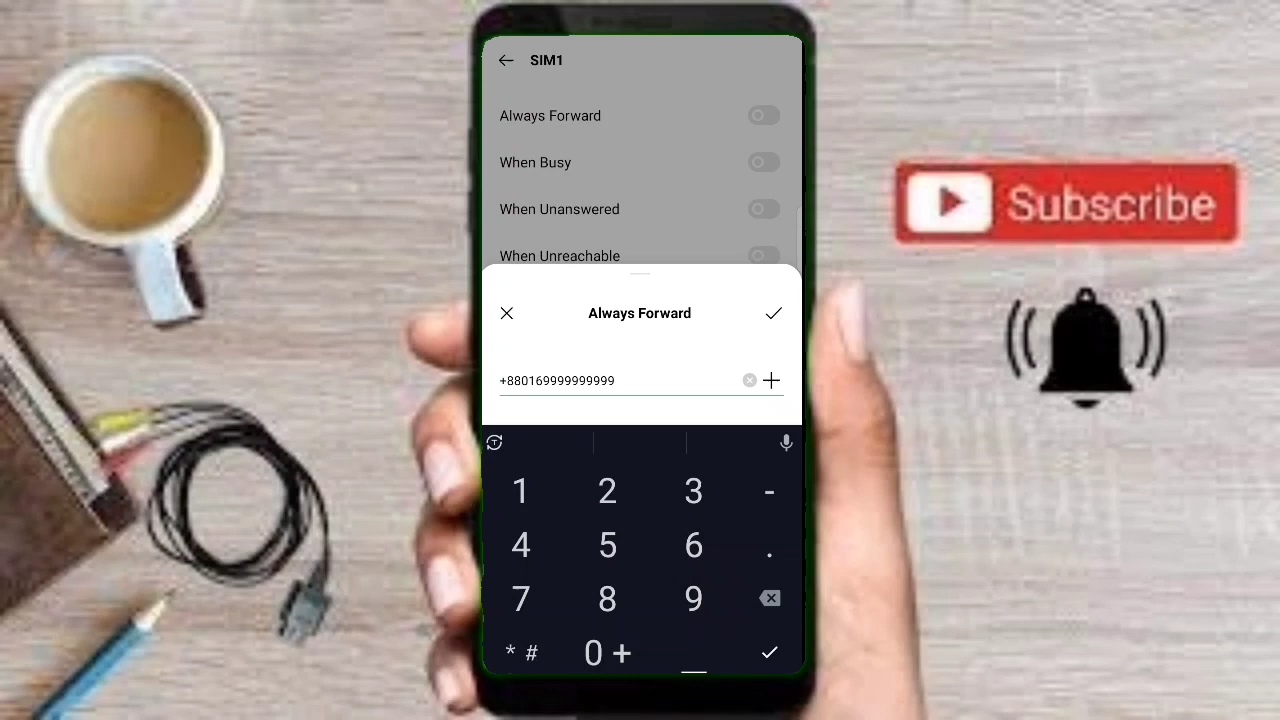 SIM1
Always Forward
When Busy
When Unanswered
When Unreachable
Always Forward
+880169999999999
1 2 3 -
4 5 6 .
7 8 9
* # 0 +
Subscribe